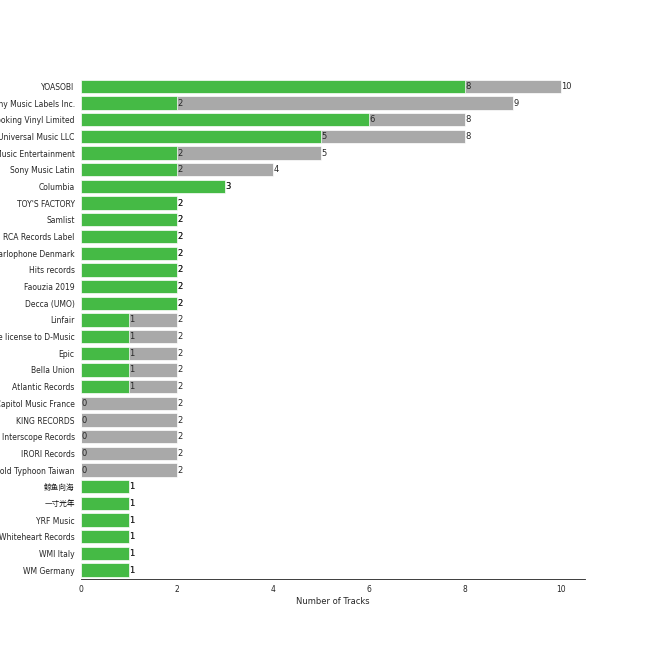 YOASOBI 8 10
ny Music Labels Inc. 2 9
oking Vinyl Limited 6 8
Universal Music LLC 5 8
Music Entertainment 2 5
Sony Music Latin 2 4
Columbia 3
TOY'S FACTORY 2
Samlist 2
RCA Records Label 2
arlophone Denmark 2
Hits records 2
Faouzia 2019 2
Decca (UMO) 2
Linfair 1 2
e license to D-Music 1 2
Epic 1 2
Bella Union 1 2
Atlantic Records 1 2
Capitol Music France 0 2
KING RECORDS 0 2
Interscope Records 0 2
IRORI Records 0 2
old Typhoon Taiwan 0 2
鲸鱼向海 1
一寸光年 1
YRF Music 1
Whiteheart Records 1
WMI Italy 1
WM Germany 1
0 2 4 6 8 10
Number of Tracks